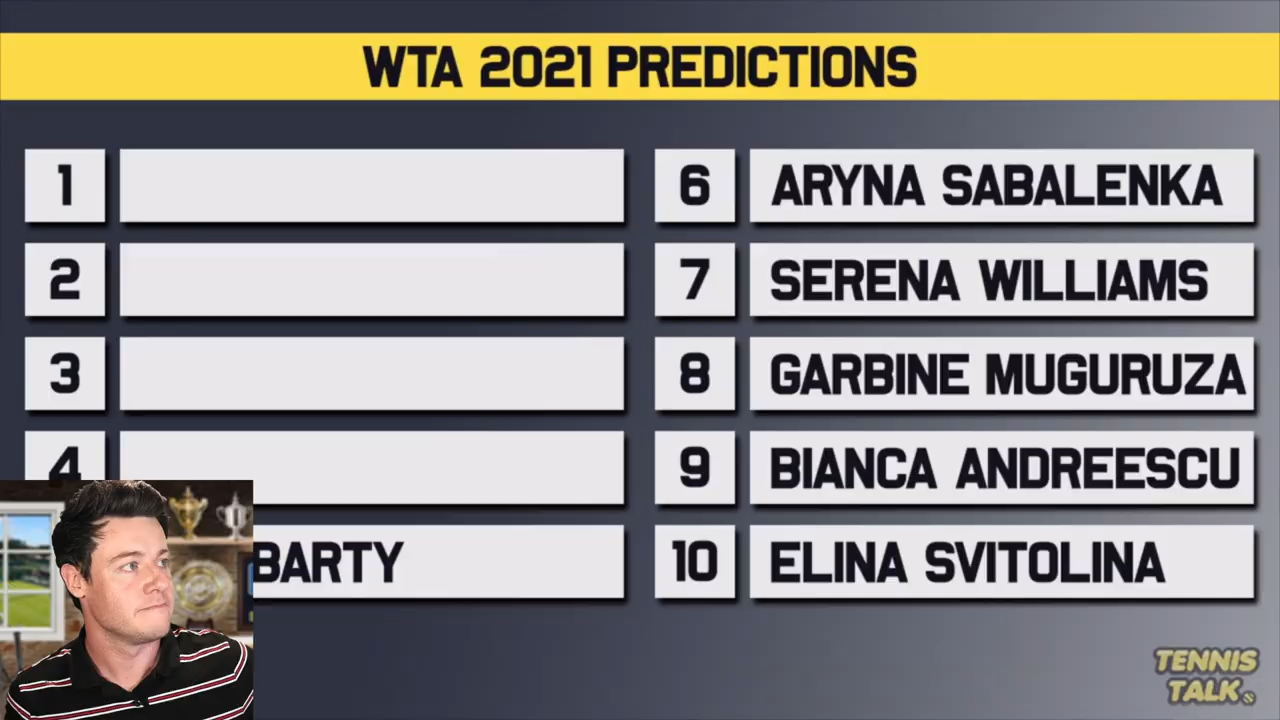 WTA 2021 PREDICTIONS
1
2
3
4
BARTY
6 ARYNA SABALENKA
7 SERENA WILLIAMS
8 GARBINE MUGURUZA
9 BIANCA ANDREESCU
10 ELINA SVITOLINA
TENNIS
TALK